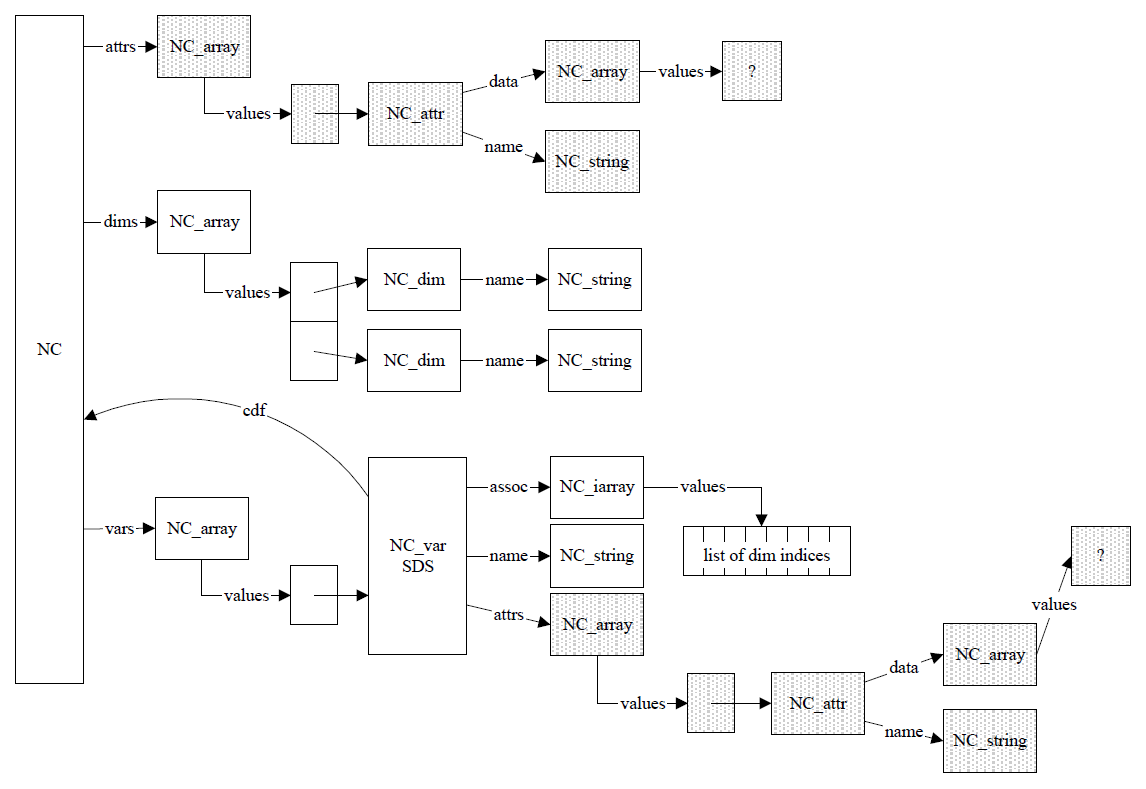 attrs
NC_array
values
NC_attr
data
NC_array
values
?
name
NC_string
dims
NC_array
values
NC_dim
name
NC_string
NC_dim
name
NC_string
NC
cdf
vars
NC_array
values
NC_var
SDS
assoc
NC_iarray
values
list of dim indices
name
NC_string
attrs
NC_array
values
NC_attr
data
NC_array
values
?
name
NC_string